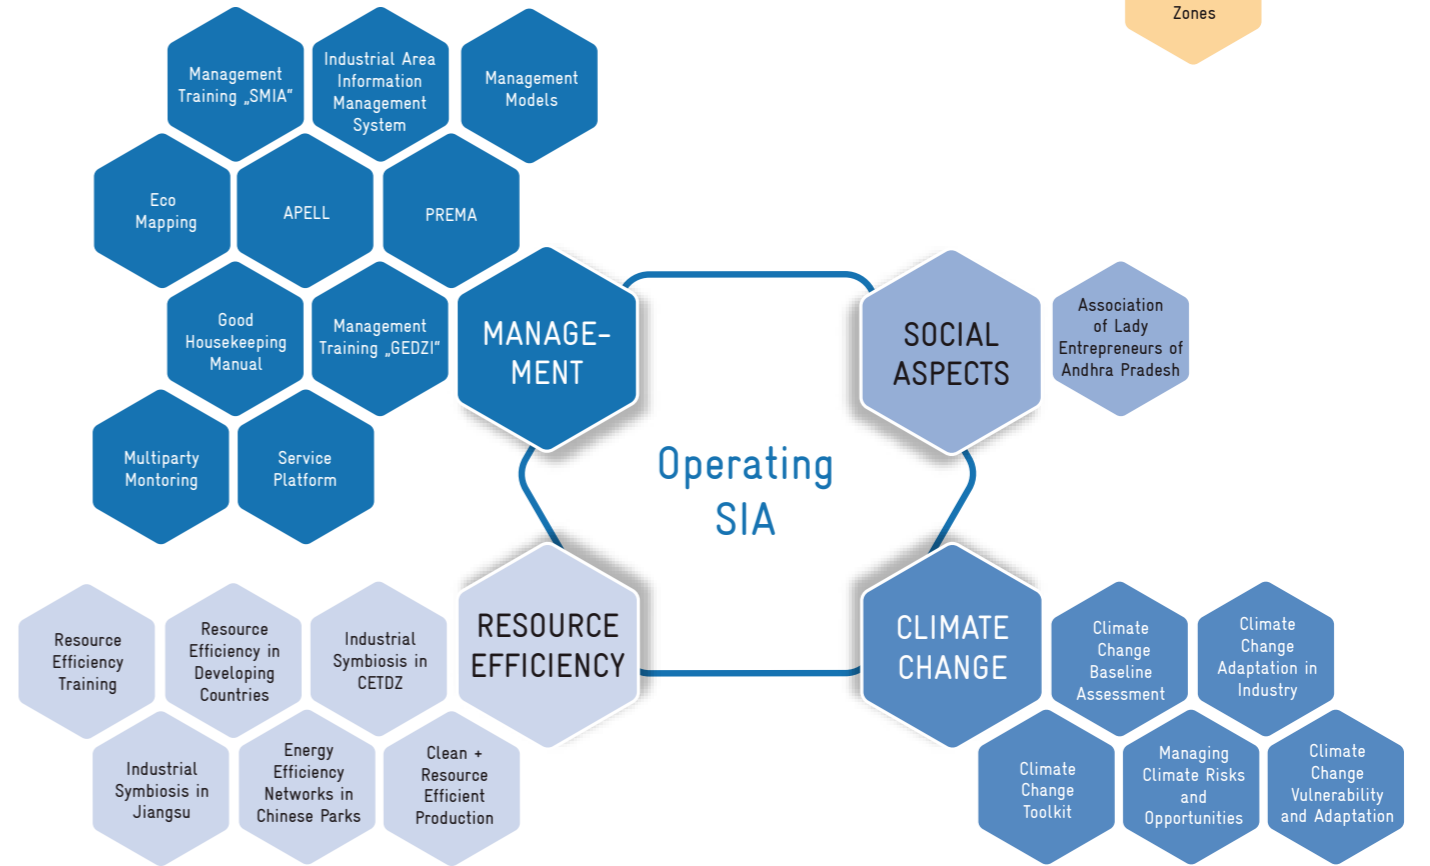 Zones
Management
Training „SMIA“
Industrial Area
Information
Management
System
Management
Models
Eco
Mapping
APELL
PREMA
Good
Housekeeping
Manual
Management
Training „GEDZI“
MANAGE-
MENT
Multiparty
Montoring
Service
Platform
SOCIAL
ASPECTS
Association
of Lady
Entrepreneurs of
Andhra Pradesh
Operating
SIA
RESOURCE
EFFICIENCY
Resource
Efficiency
Training
Resource
Efficiency in
Developing
Countries
Industrial
Symbiosis in
CETDZ
Industrial
Symbiosis in
Jiangsu
Energy
Efficiency
Networks in
Chinese Parks
Clean +
Resource
Efficient
Production
CLIMATE
CHANGE
Climate
Change
Baseline
Assessment
Climate
Change
Adaptation in
Industry
Climate
Change
Toolkit
Managing
Climate Risks
and
Opportunities
Climate
Change
Vulnerability
and Adaptation